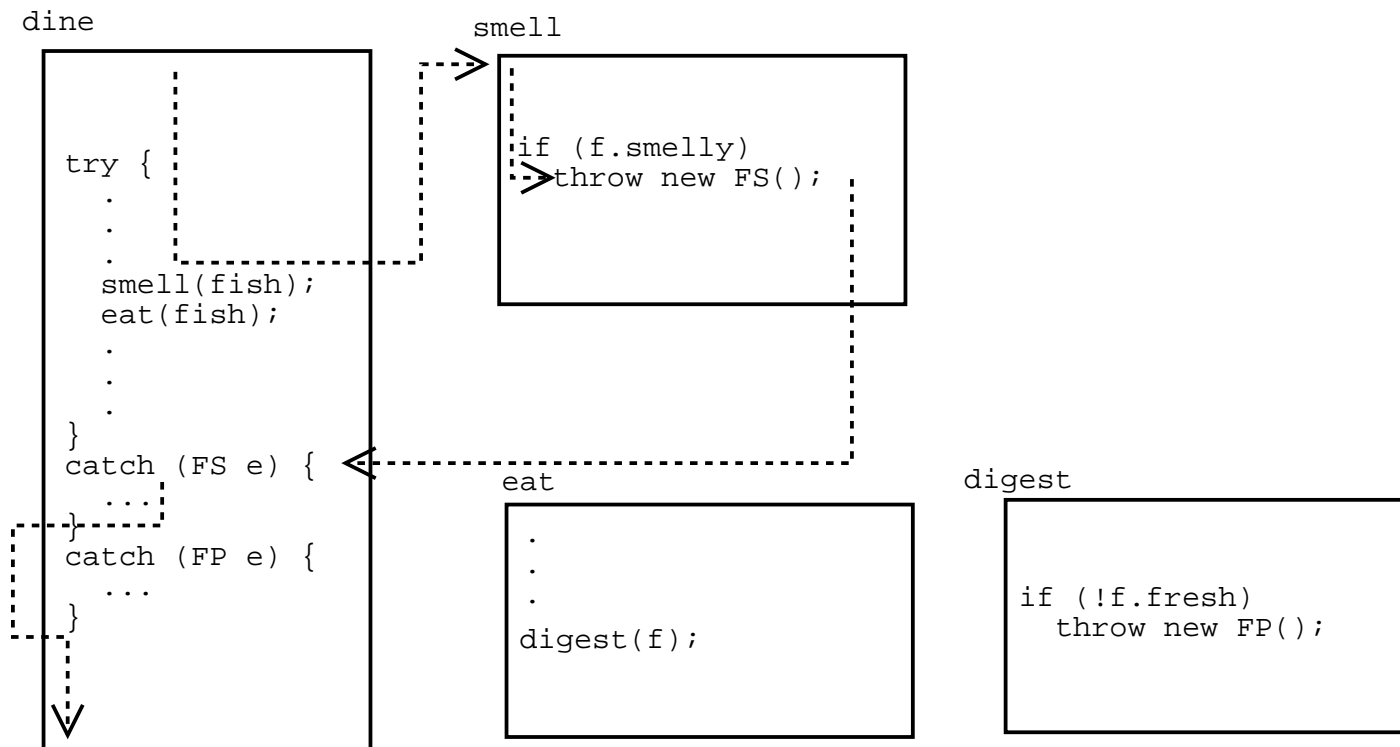 dine
try {
.
.
.
smell(fish);
eat(fish);
.
.
.
}
catch (FS e) {
...
}
catch (FP e) {
...
}
smell
if (f.smelly)
throw new FS();
eat
.
.
.
digest(f);
digest
if (!f.fresh)
throw new FP();